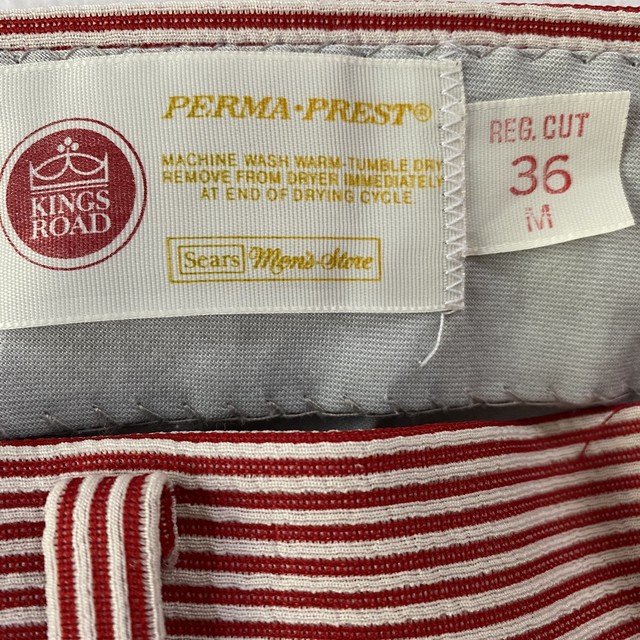 KINGS
ROAD
PERMA·PREST®
MACHINE WASH WARM-TUMBLE DRY
REMOVE FROM DRYER IMMEDIATELY
AT END OF DRYING CYCLE
Sears Men's Store
REG. CUT
36
M